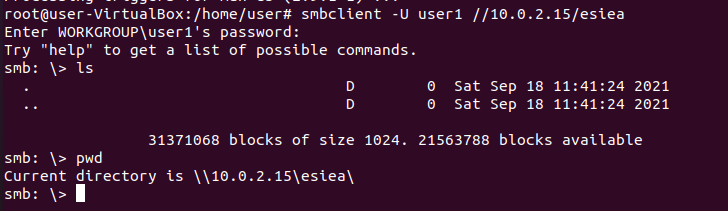 root@user-VirtualBox:/home/user# smbclient -U user1 //10.0.2.15/esiea
Enter WORKGROUP\user1's password:
Try "help" to get a list of possible commands.
smb: \> ls
  .                                   D        0  Sat Sep 18 11:41:24 2021
  ..                                  D        0  Sat Sep 18 11:41:24 2021
                31371068 blocks of size 1024. 21563788 blocks available
smb: \> pwd
Current directory is \\10.0.2.15\esiea\
smb: \>